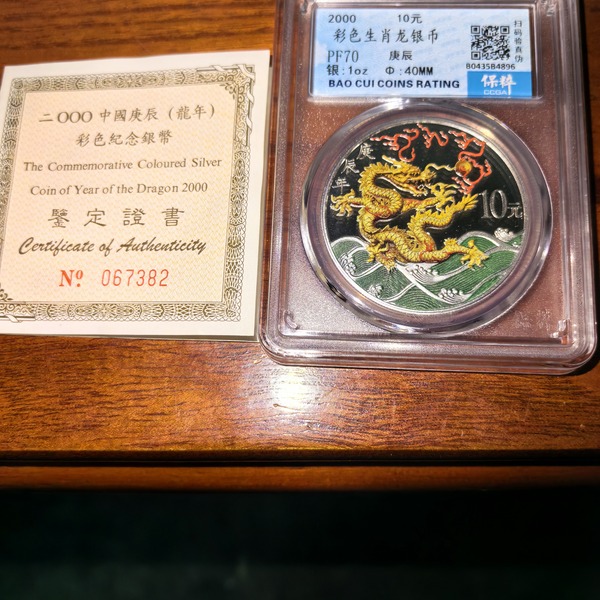 二OOO中國庚辰（龍年）
彩色紀念銀幣
The Commemorative Coloured Silver
Coin of Year of the Dragon 2000
鑒定證書
Certificate of Authenticity
Nº 067382
2000 10元
彩色生肖龙银币
PF70 庚辰
银:1oz Φ:40MM
BAO CUI COINS RATING
扫码验真伪
80435B4896
保粹
CCGA
庚辰年
10元